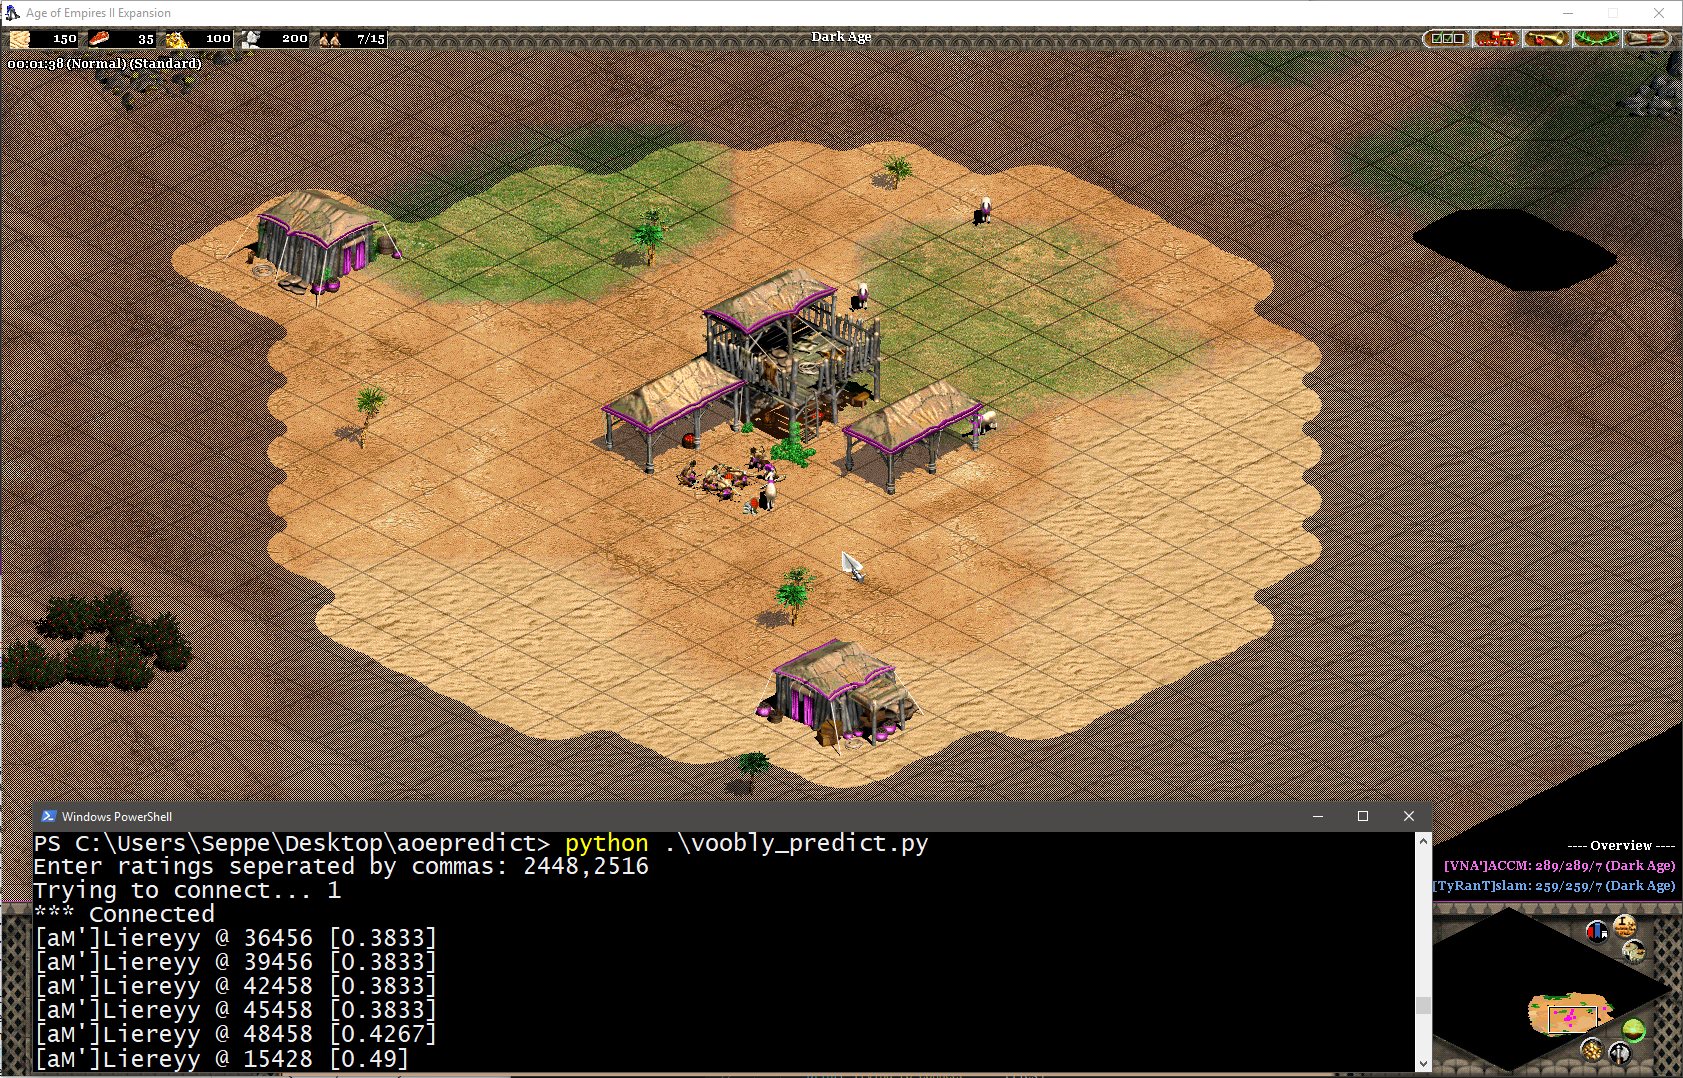 Age of Empires II Expansion
150 35 100 200 7/15
Dark Age
00:01:38 (Normal) (Standard)
Windows PowerShell
PS C:\Users\Seppe\Desktop\aoepredict> python .\voobly_predict.py
Enter ratings seperated by commas: 2448,2516
Trying to connect... 1
*** Connected
[aM']Liereyy @ 36456 [0.3833]
[aM']Liereyy @ 39456 [0.3833]
[aM']Liereyy @ 42458 [0.3833]
[aM']Liereyy @ 45458 [0.3833]
[aM']Liereyy @ 48458 [0.4267]
[aM']Liereyy @ 15428 [0.49]
---- Overview ----
[VNA']ACCM: 289/289/7 (Dark Age)
[TyRanT]slam: 259/259/7 (Dark Age)